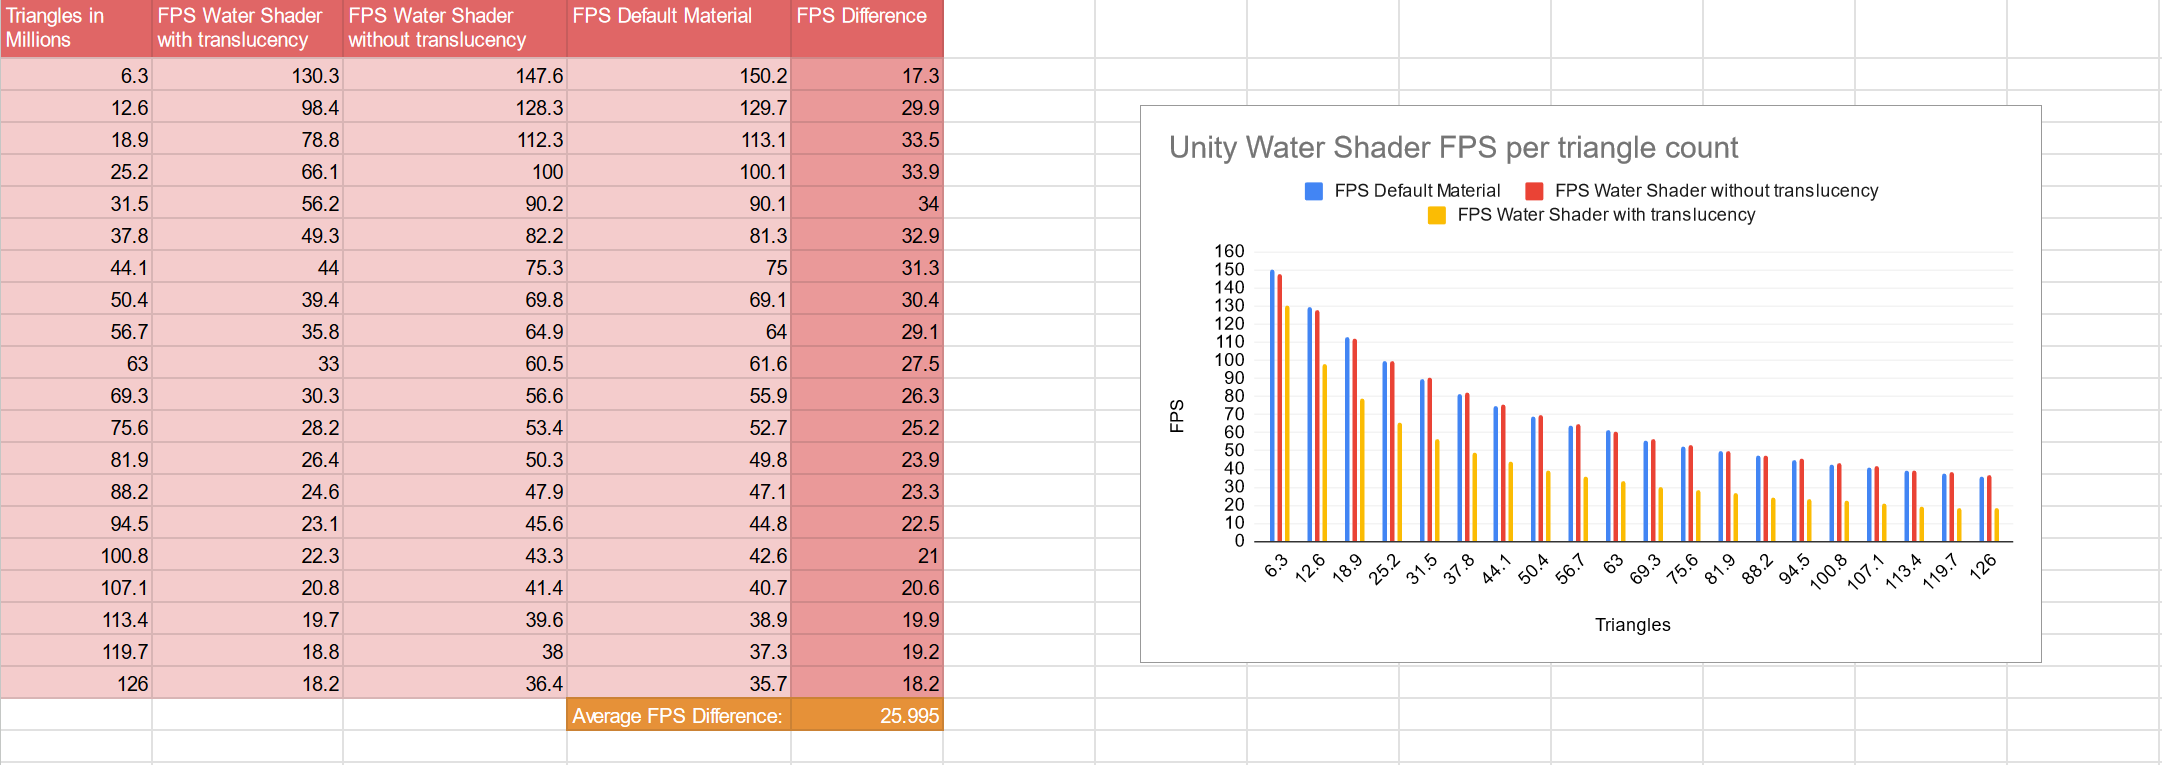 Triangles in Millions FPS Water Shader with translucency FPS Water Shader without translucency FPS Default Material FPS Difference
6.3 130.3 147.6 150.2 17.3
12.6 98.4 128.3 129.7 29.9
18.9 78.8 112.3 113.1 33.5
25.2 66.1 100 100.1 33.9
31.5 56.2 90.2 90.1 34
37.8 49.3 82.2 81.3 32.9
44.1 44 75.3 75 31.3
50.4 39.4 69.8 69.1 30.4
56.7 35.8 64.9 64 29.1
63 33 60.5 61.6 27.5
69.3 30.3 56.6 55.9 26.3
75.6 28.2 53.4 52.7 25.2
81.9 26.4 50.3 49.8 23.9
88.2 24.6 47.9 47.1 23.3
94.5 23.1 45.6 44.8 22.5
100.8 22.3 43.3 42.6 21
107.1 20.8 41.4 40.7 20.6
113.4 19.7 39.6 38.9 19.9
119.7 18.8 38 37.3 19.2
126 18.2 36.4 35.7 18.2
Average FPS Difference: 25.995
Unity Water Shader FPS per triangle count
FPS Default Material FPS Water Shader without translucency
FPS Water Shader with translucency
160
150
140
130
120
110
100
90
80
70
60
50
40
30
20
10
0
FPS
6.3 12.6 18.9 25.2 31.5 37.8 44.1 50.4 56.7 63 69.3 75.6 81.9 88.2 94.5 100.8 107.1 113.4 119.7 126
Triangles